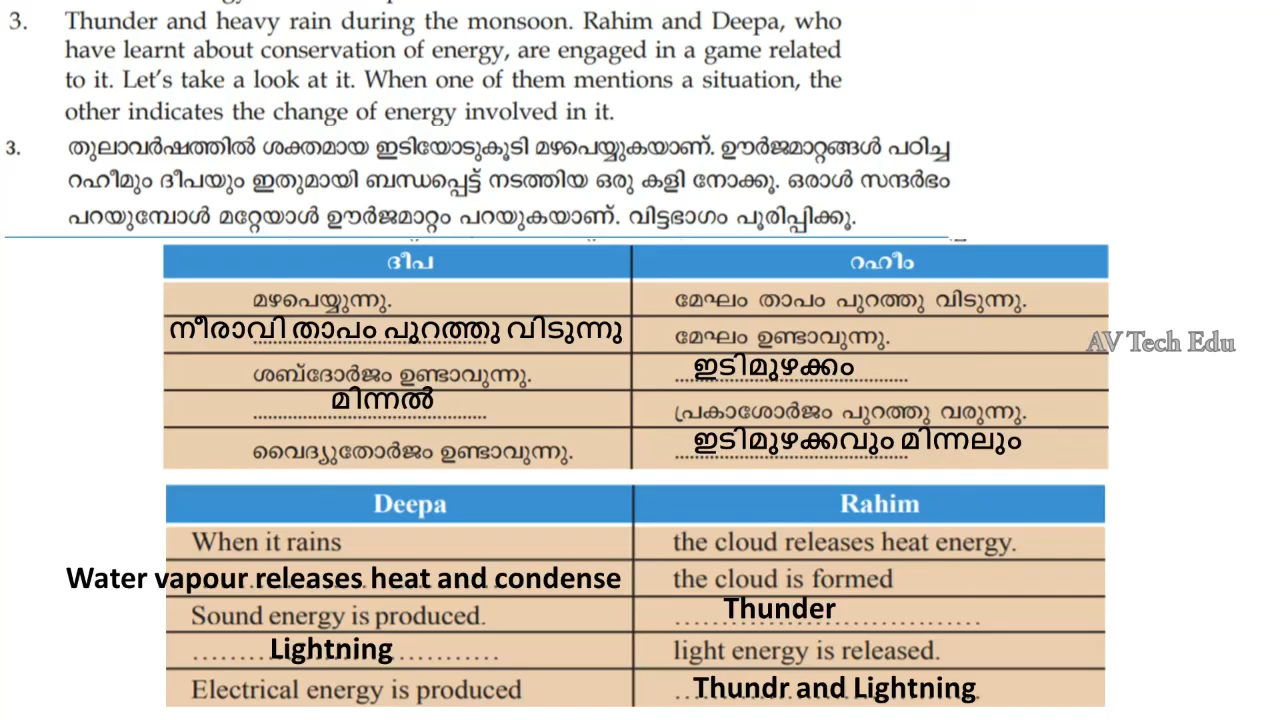 3. Thunder and heavy rain during the monsoon. Rahim and Deepa, who
have learnt about conservation of energy, are engaged in a game related
to it. Let's take a look at it. When one of them mentions a situation, the
other indicates the change of energy involved in it.
3. തുലാവർഷത്തിൽ ശക്തമായ ഇടിയോടുകൂടി മഴപെയ്യുകയാണ്. ഊർജമാറ്റങ്ങൾ പഠിച്ച
റഹീമും ദീപയും ഇതുമായി ബന്ധപ്പെട്ട് നടത്തിയ ഒരു കളി നോക്കൂ. ഒരാൾ സന്ദർഭം
പറയുമ്പോൾ മറ്റേയാൾ ഊർജമാറ്റം പറയുകയാണ്. വിട്ടഭാഗം പൂരിപ്പിക്കൂ.
ദീപ റഹീം
മഴപെയ്യുന്നു. മേഘം താപം പുറത്തു വിടുന്നു.
നീരാവി താപം പുറത്തു വിടുന്നു മേഘം ഉണ്ടാവുന്നു.
AV Tech Edu
ശബ്ദോർജം ഉണ്ടാവുന്നു. ഇടിമുഴക്കം
മിന്നൽ പ്രകാശോർജം പുറത്തു വരുന്നു.
വൈദ്യുതോർജം ഉണ്ടാവുന്നു. ഇടിമുഴക്കവും മിന്നലും
Deepa Rahim
When it rains the cloud releases heat energy.
Water vapour releases heat and condense the cloud is formed
Sound energy is produced. Thunder
Lightning light energy is released.
Electrical energy is produced Thundr and Lightning